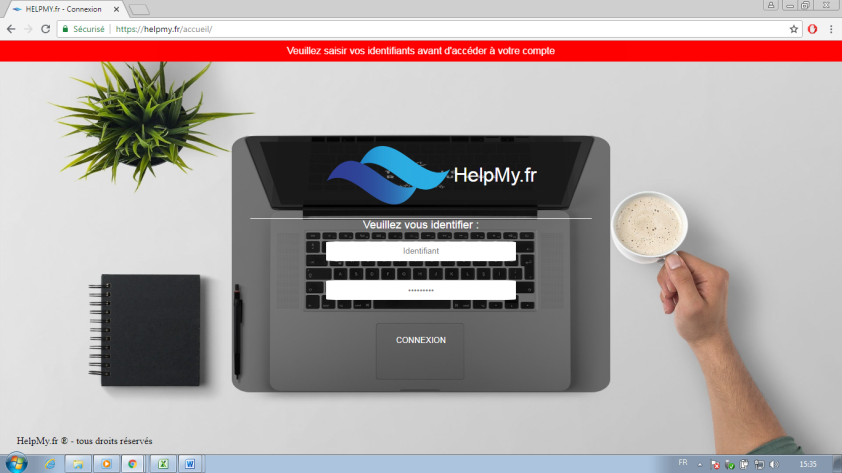 HELPMY.fr - Connexion
Sécurisé
https://helpmy.fr/accueil/
Veuillez saisir vos identifiants avant d'accéder à votre compte
HelpMy.fr
Veuillez vous identifier :
Identifiant
CONNEXION
HelpMy.fr ® - tous droits réservés
FR
15:35